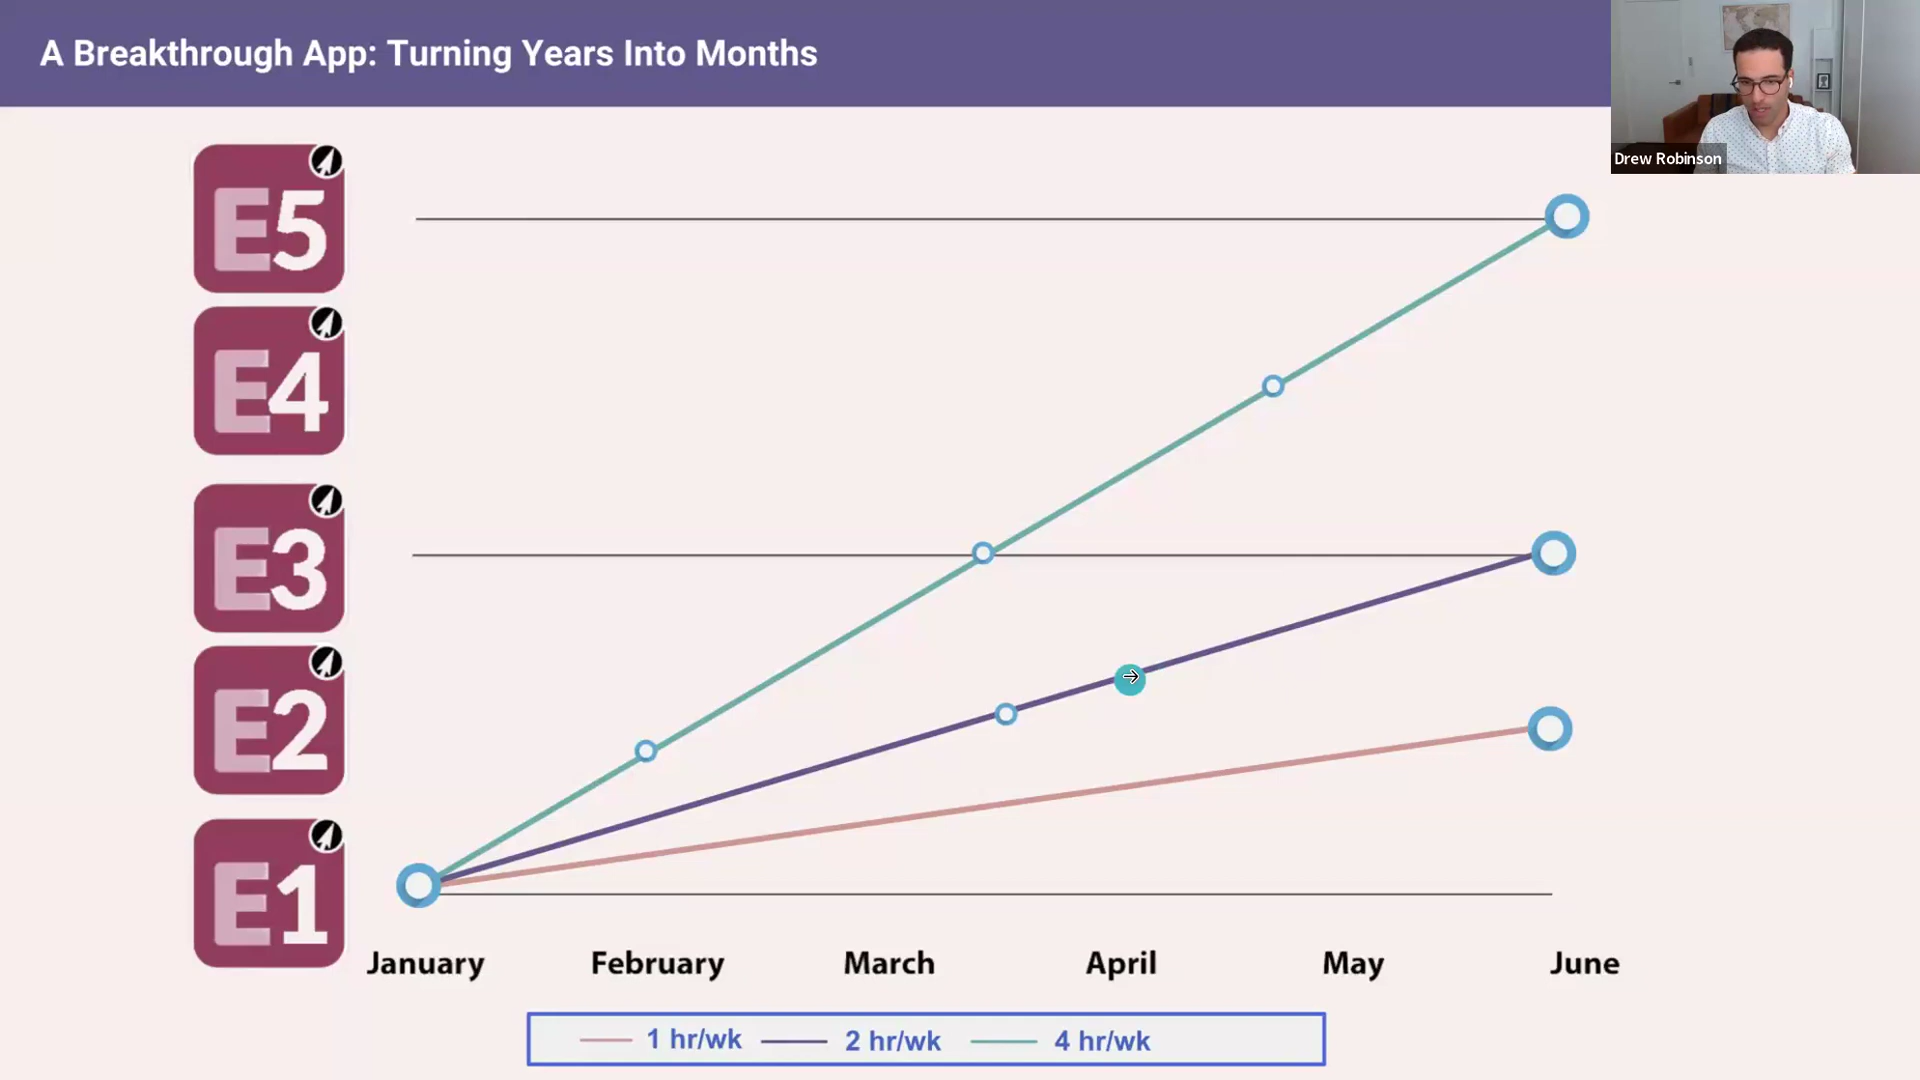 A Breakthrough App: Turning Years Into Months
Drew Robinson
E5
E4
E3
E2
E1
January February March April May June
1 hr/wk 2 hr/wk 4 hr/wk